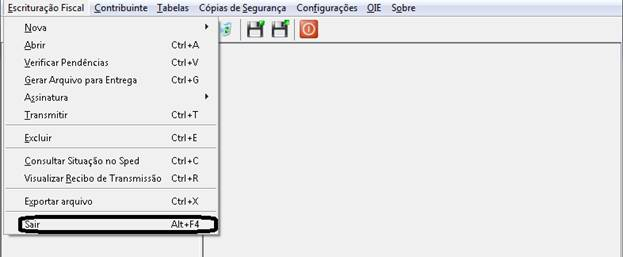 Escrituração Fiscal Contribuinte Tabelas Cópias de Segurança Configurações OIE Sobre
Nova
Abrir Ctrl+A
Verificar Pendências Ctrl+V
Gerar Arquivo para Entrega Ctrl+G
Assinatura
Transmitir Ctrl+T
Excluir Ctrl+E
Consultar Situação no Sped Ctrl+C
Visualizar Recibo de Transmissão Ctrl+R
Exportar arquivo Ctrl+X
Sair Alt+F4